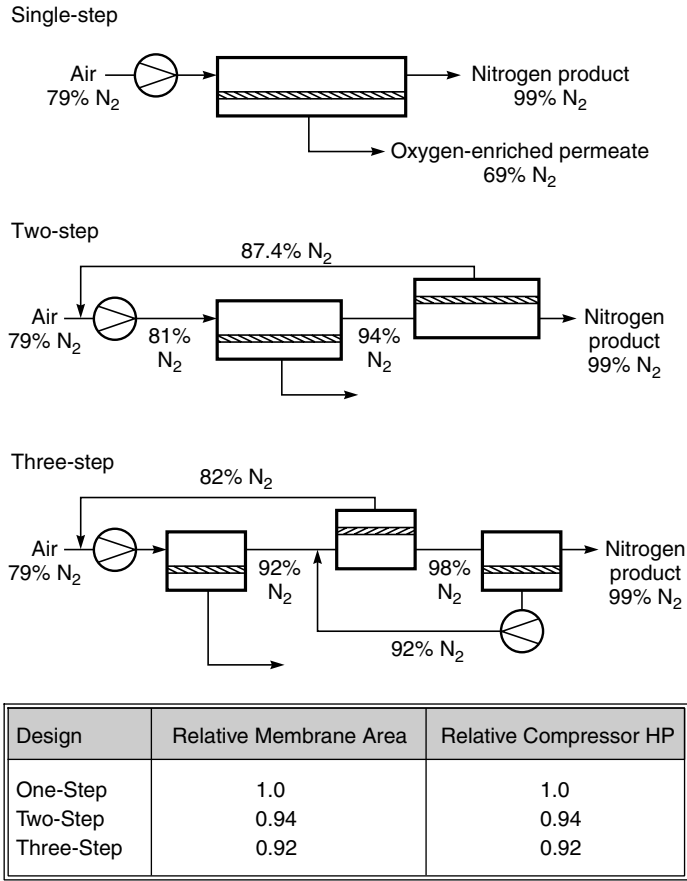 Single-step
Air
79% N₂
Nitrogen product
99% N₂
Oxygen-enriched permeate
69% N₂
Two-step
87.4% N₂
Air
79% N₂
81%
N₂
94%
N₂
Nitrogen
product
99% N₂
Three-step
82% N₂
Air
79% N₂
92%
N₂
98%
N₂
Nitrogen
product
99% N₂
92% N₂
Design Relative Membrane Area Relative Compressor HP
One-Step 1.0 1.0
Two-Step 0.94 0.94
Three-Step 0.92 0.92